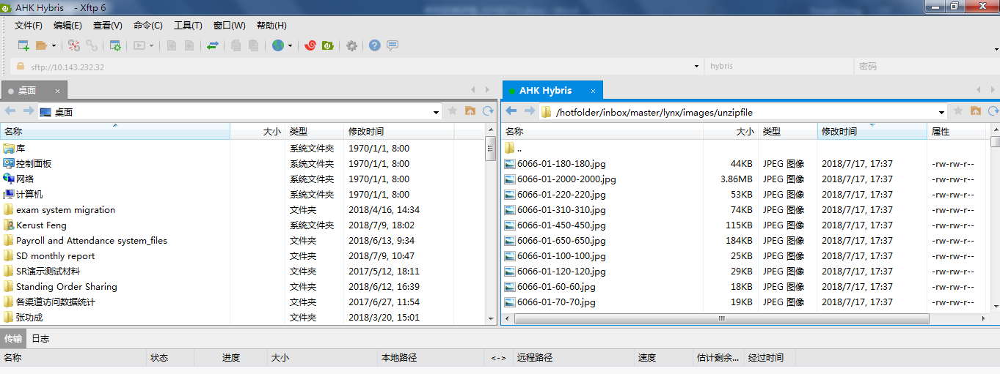 AHK Hybris - Xftp 6
文件(F) 编辑(E) 查看(V) 命令(C) 工具(T) 窗口(W) 帮助(H)
sftp://10.143.232.32 hybris 密码
桌面 × AHK Hybris ×
桌面 /hotfolder/inbox/master/lynx/images/unzipfile
名称 大小 类型 修改时间
库 系统文件夹 1970/1/1, 8:00
控制面板 系统文件夹 1970/1/1, 8:00
网络 系统文件夹 1970/1/1, 8:00
计算机 系统文件夹 1970/1/1, 8:00
exam system migration 文件夹 2018/4/16, 14:34
Kerust Feng 系统文件夹 2018/7/9, 18:02
Payroll and Attendance system_files 文件夹 2018/6/13, 9:34
SD monthly report 文件夹 2018/7/9, 10:47
SR演示测试材料 文件夹 2017/5/12, 18:11
Standing Order Sharing 文件夹 2018/6/12, 16:39
各渠道访问数据统计 文件夹 2017/6/27, 11:54
张功成 文件夹 2018/3/20, 15:01
名称 大小 类型 修改时间 属性
..
6066-01-180-180.jpg 44KB JPEG 图像 2018/7/17, 17:37 -rw-rw-r--
6066-01-2000-2000.jpg 3.86MB JPEG 图像 2018/7/17, 17:37 -rw-rw-r--
6066-01-220-220.jpg 53KB JPEG 图像 2018/7/17, 17:37 -rw-rw-r--
6066-01-310-310.jpg 74KB JPEG 图像 2018/7/17, 17:37 -rw-rw-r--
6066-01-450-450.jpg 115KB JPEG 图像 2018/7/17, 17:37 -rw-rw-r--
6066-01-650-650.jpg 184KB JPEG 图像 2018/7/17, 17:37 -rw-rw-r--
6066-01-100-100.jpg 25KB JPEG 图像 2018/7/17, 17:37 -rw-rw-r--
6066-01-120-120.jpg 29KB JPEG 图像 2018/7/17, 17:37 -rw-rw-r--
6066-01-60-60.jpg 18KB JPEG 图像 2018/7/17, 17:37 -rw-rw-r--
6066-01-70-70.jpg 19KB JPEG 图像 2018/7/17, 17:37 -rw-rw-r--
传输 日志
名称 状态 进度 大小 本地路径 <-> 远程路径 速度 估计剩余... 经过时间